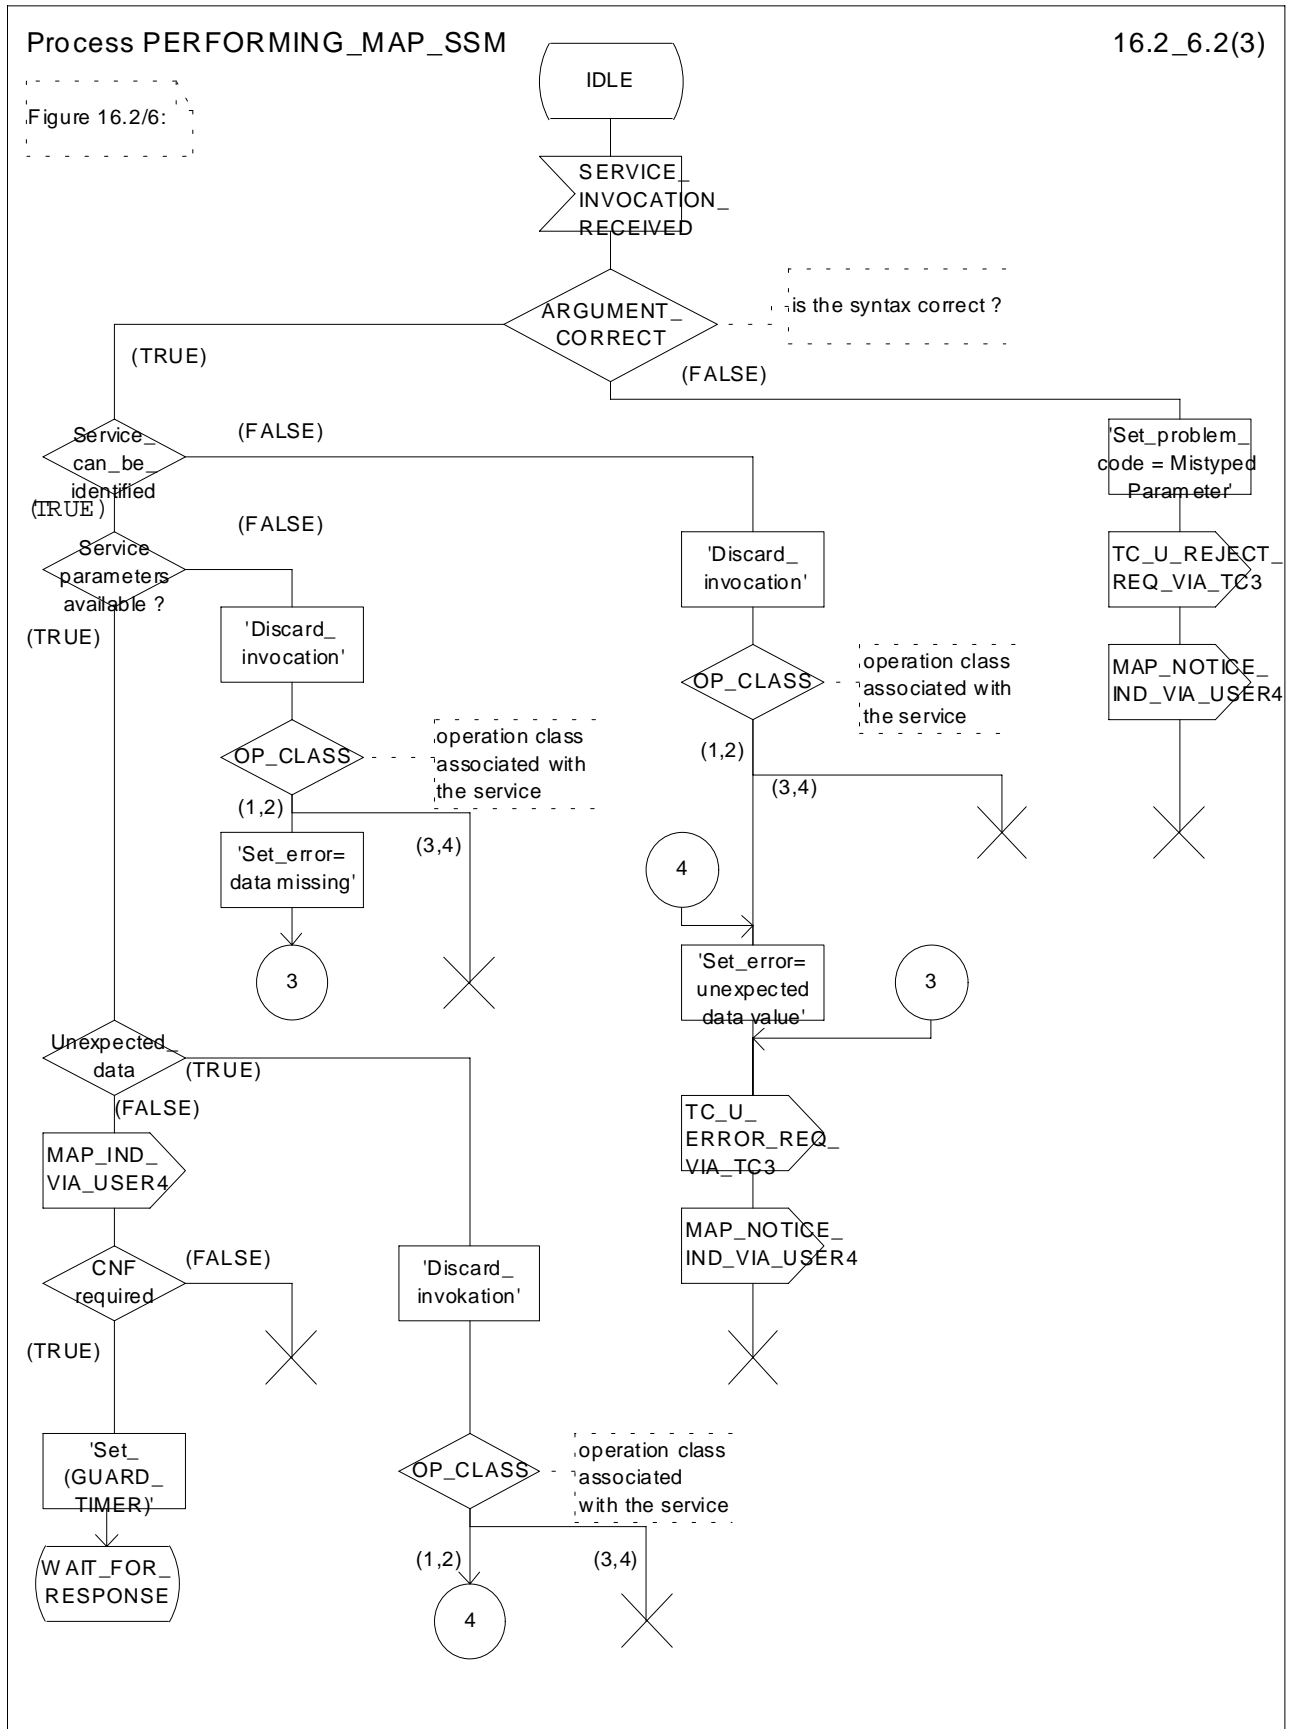 Process PERFORMING_MAP_SSM
16.2_6.2(3)
Figure 16.2/6:
IDLE
SERVICE_
INVOCATION_
RECEIVED
ARGUMENT_
CORRECT
is the syntax correct ?
(TRUE)
(FALSE)
Service_
can_be_
identified
(FALSE)
'Set_problem_
code = Mistyped
Parameter'
(TRUE)
Service
parameters
available ?
(FALSE)
'Discard_
invocation'
TC_U_REJECT_
REQ_VIA_TC3
(TRUE)
'Discard_
invocation'
OP_CLASS
operation class
associated with
the service
MAP_NOTICE_
IND_VIA_USER4
OP_CLASS
operation class
associated with
the service
(1,2)
(3,4)
(1,2)
(3,4)
'Set_error=
data missing'
4
3
'Set_error=
unexpected
data value'
3
Unexpected_
data
(TRUE)
(FALSE)
TC_U_
ERROR_REQ_
VIA_TC3
MAP_IND_
VIA_USER4
MAP_NOTICE_
IND_VIA_USER4
CNF
required
(FALSE)
'Discard_
invokation'
(TRUE)
'Set_
(GUARD_
TIMER)'
OP_CLASS
operation class
associated
with the service
(1,2)
(3,4)
WAIT_FOR_
RESPONSE
4